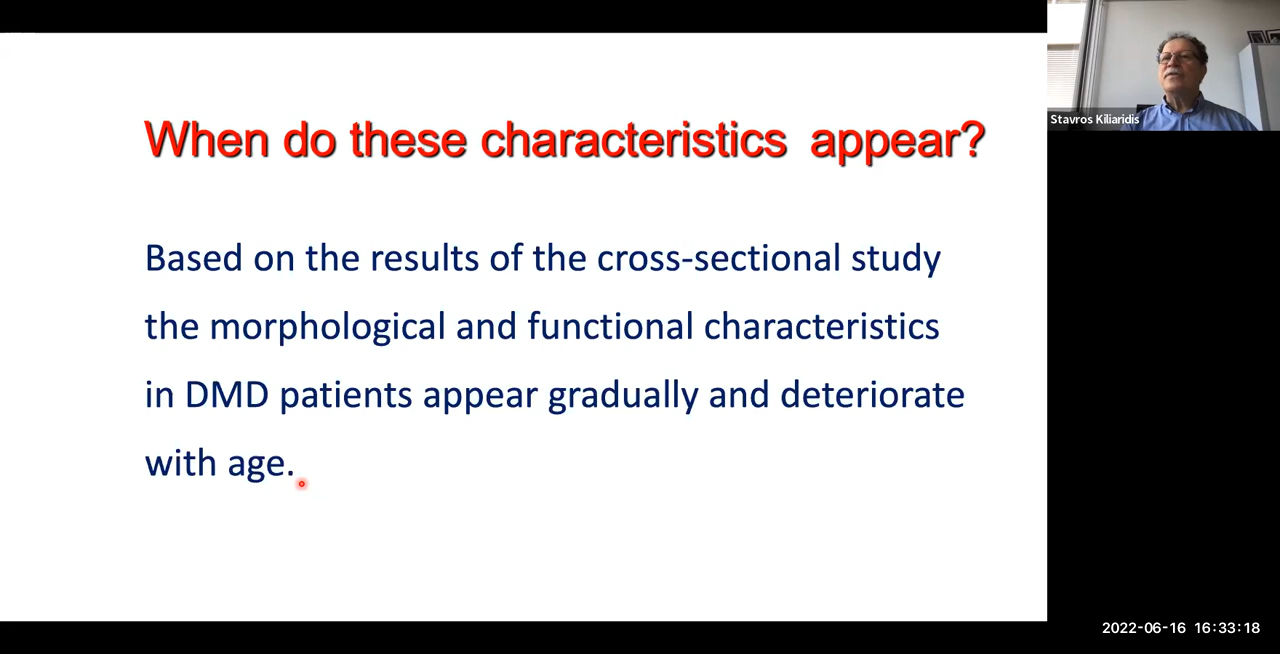 When do these characteristics appear?
Stavros Kiliaridis
Based on the results of the cross-sectional study
the morphological and functional characteristics
in DMD patients appear gradually and deteriorate
with age.
2022-06-16 16:33:18